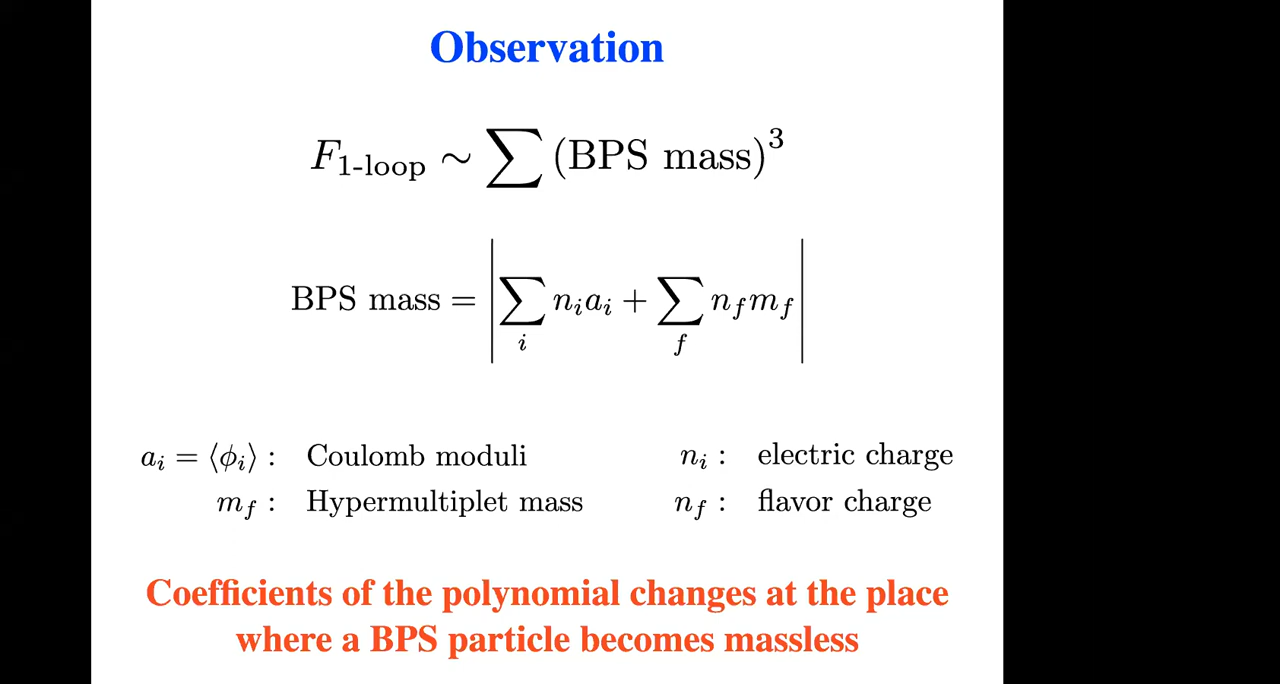 Observation
F_{1-loop} ∼ ∑ (BPS mass)^3
BPS mass = | ∑_i n_i a_i + ∑_f n_f m_f |
a_i = ⟨ϕ_i⟩ : Coulomb moduli n_i : electric charge
m_f : Hypermultiplet mass n_f : flavor charge
Coefficients of the polynomial changes at the place
where a BPS particle becomes massless